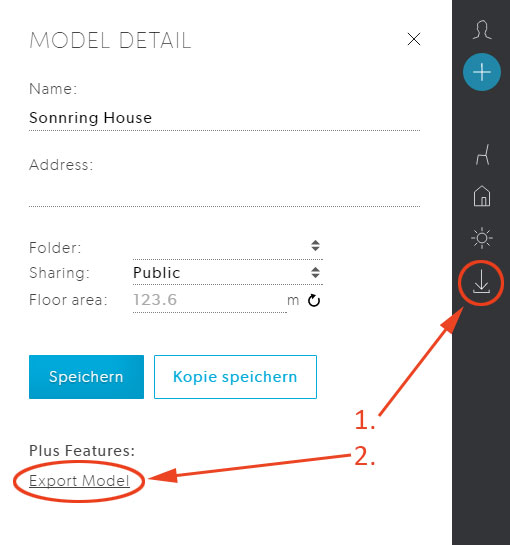 MODEL DETAIL
Name:
Sonnring House
Address:
Folder:
Sharing: Public
Floor area: 123.6 m
Speichern Kopie speichern
1.
Plus Features: 2.
Export Model